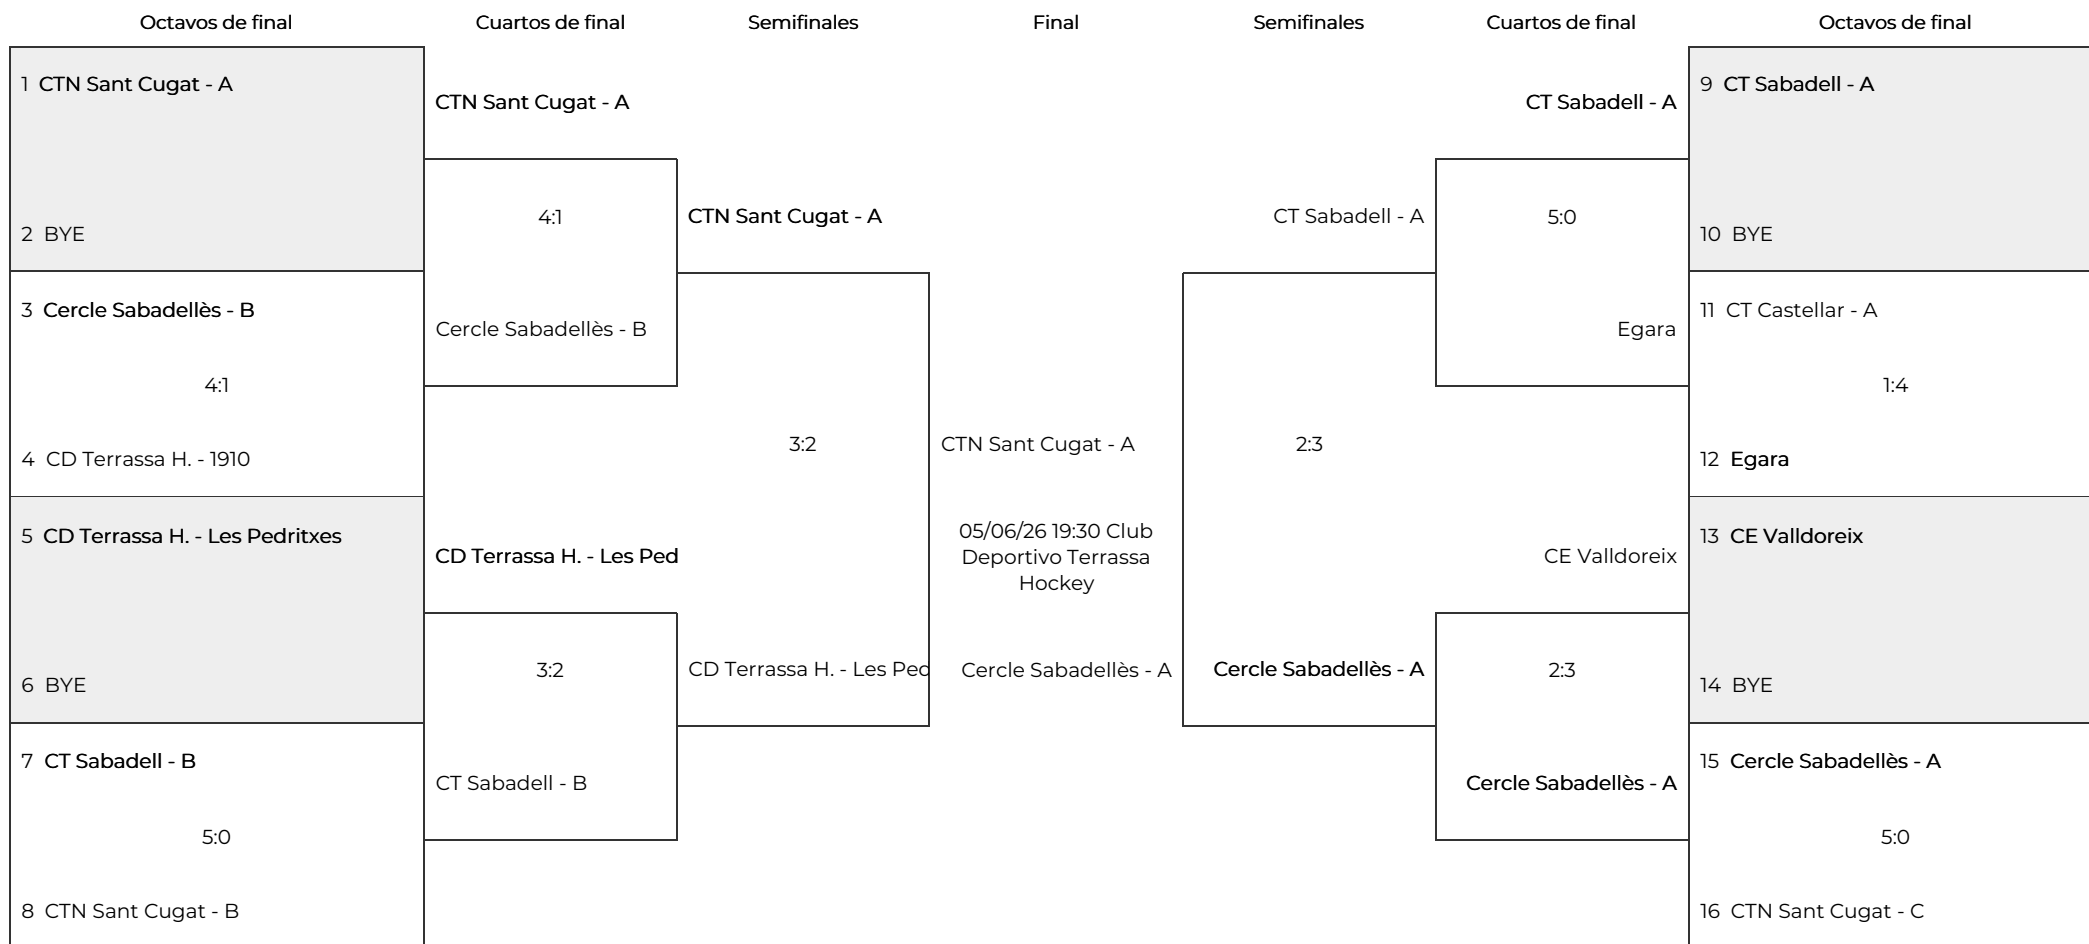 Octavos de final
Cuartos de final
Semifinales
Final
Semifinales
Cuartos de final
Octavos de final
1 CTN Sant Cugat - A
2 BYE
3 Cercle Sabadellès - B
4:1
4 CD Terrassa H. - 1910
5 CD Terrassa H. - Les Pedritxes
6 BYE
7 CT Sabadell - B
5:0
8 CTN Sant Cugat - B
CTN Sant Cugat - A
4:1
Cercle Sabadellès - B
CD Terrassa H. - Les Ped
3:2
CT Sabadell - B
CTN Sant Cugat - A
3:2
CD Terrassa H. - Les Ped
CTN Sant Cugat - A
05/06/26 19:30 Club
Deportivo Terrassa
Hockey
Cercle Sabadellès - A
CT Sabadell - A
2:3
Cercle Sabadellès - A
CT Sabadell - A
5:0
Egara
CE Valldoreix
2:3
Cercle Sabadellès - A
9 CT Sabadell - A
10 BYE
11 CT Castellar - A
1:4
12 Egara
13 CE Valldoreix
14 BYE
15 Cercle Sabadellès - A
5:0
16 CTN Sant Cugat - C